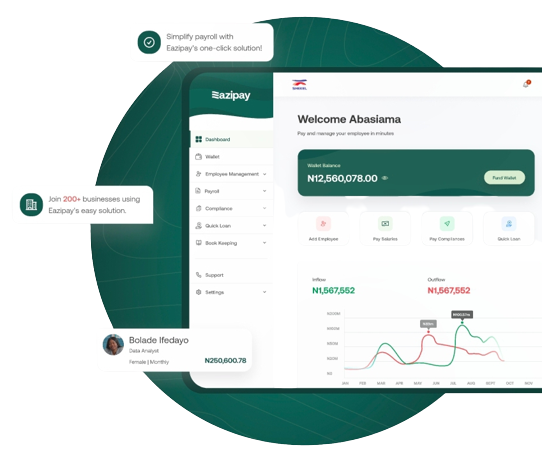 Simplify payroll with
Eazipay's one-click solution!
Eazipay
Welcome Abasiama
Pay and manage your employee in minutes
Dashboard
Wallet
Employee Management
Payroll
Compliance
Quick Loan
Book Keeping
Support
Settings
Wallet Balance
N12,560,078.00
Fund Wallet
Add Employee
Pay Salaries
Pay Compliances
Quick Loan
Join 200+ businesses using
Eazipay's easy solution.
Inflow
N1,567,552
Outflow
N1,567,552
Bolade Ifedayo
Data Analyst
Female | Monthly
N250,600.78
JAN FEB MAR APR MAY JUN JUL AUG SEPT OCT NOV